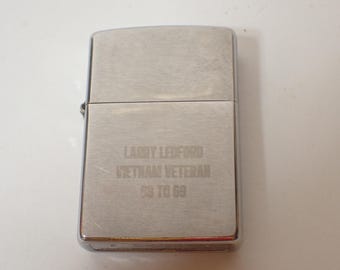 LARRY LEDFORD
VIETNAM VETERAN
68 TO 69